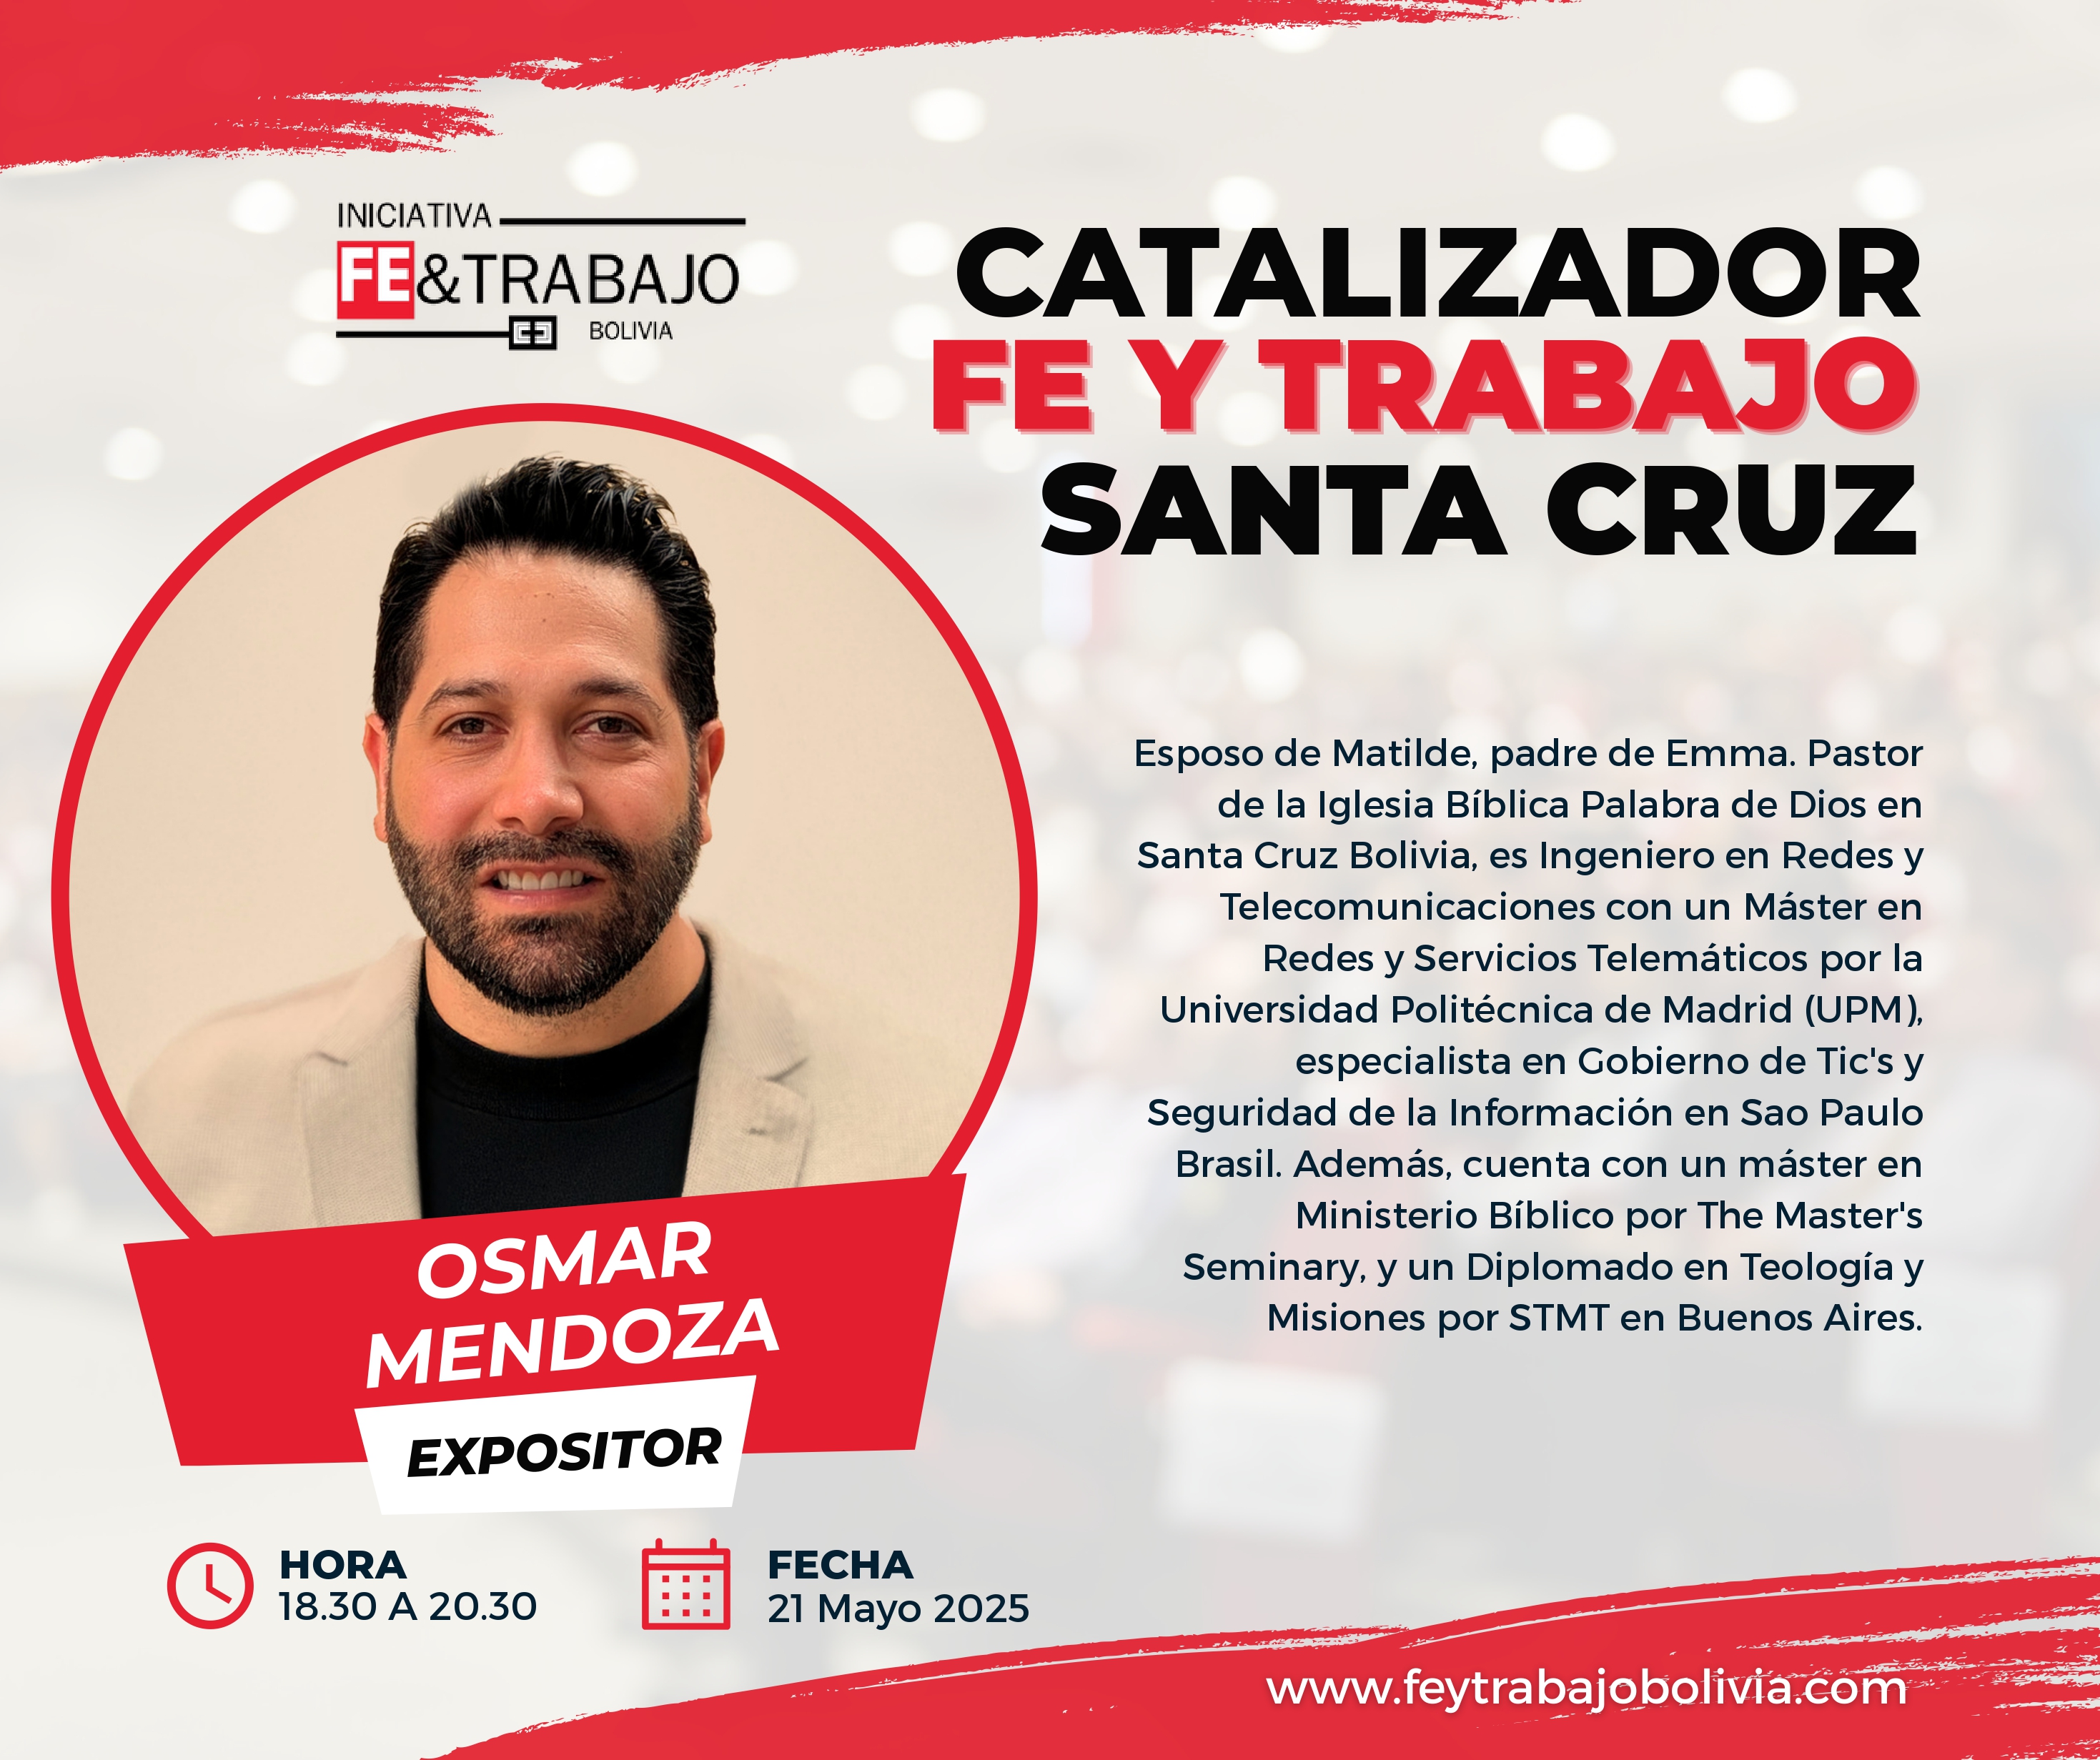 INICIATIVA
FE&TRABAJO
BOLIVIA
CATALIZADOR
FE Y TRABAJO
SANTA CRUZ
Esposo de Matilde, padre de Emma. Pastor
de la Iglesia Bíblica Palabra de Dios en
Santa Cruz Bolivia, es Ingeniero en Redes y
Telecomunicaciones con un Máster en
Redes y Servicios Telemáticos por la
Universidad Politécnica de Madrid (UPM),
especialista en Gobierno de Tic's y
Seguridad de la Información en Sao Paulo
Brasil. Además, cuenta con un máster en
Ministerio Bíblico por The Master's
Seminary, y un Diplomado en Teología y
Misiones por STMT en Buenos Aires.
OSMAR
MENDOZA
EXPOSITOR
HORA
18.30 A 20.30
FECHA
21 Mayo 2025
www.feytrabajobolivia.com